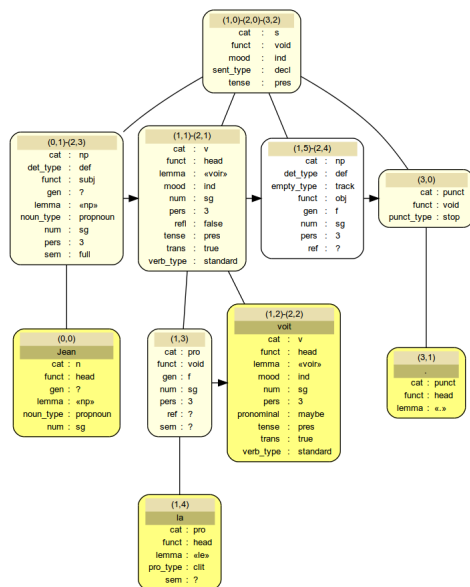 (1,0)-(2,0)-(3,2)
cat : s
funct : void
mood : ind
sent_type : decl
tense : pres
(0,1)-(2,3)
cat : np
det_type : def
funct : subj
gen : ?
lemma : «np»
noun_type : propnoun
num : sg
pers : 3
sem : full
(1,1)-(2,1)
cat : v
funct : head
lemma : «voir»
mood : ind
num : sg
pers : 3
refl : false
tense : pres
trans : true
verb_type : standard
(1,5)-(2,4)
cat : np
det_type : def
empty_type : track
funct : obj
gen : f
num : sg
pers : 3
ref : ?
(3,0)
cat : punct
funct : void
punct_type : stop
(0,0)
Jean
cat : n
funct : head
gen : ?
lemma : «np»
noun_type : propnoun
num : sg
(1,3)
cat : pro
funct : void
gen : f
num : sg
pers : 3
ref : ?
sem : ?
(1,2)-(2,2)
voit
cat : v
funct : head
lemma : «voir»
mood : ind
num : sg
pers : 3
pronominal : maybe
tense : pres
trans : true
verb_type : standard
(3,1)
.
cat : punct
funct : head
lemma : «.»
(1,4)
la
cat : pro
funct : head
lemma : «le»
pro_type : clit
sem : ?